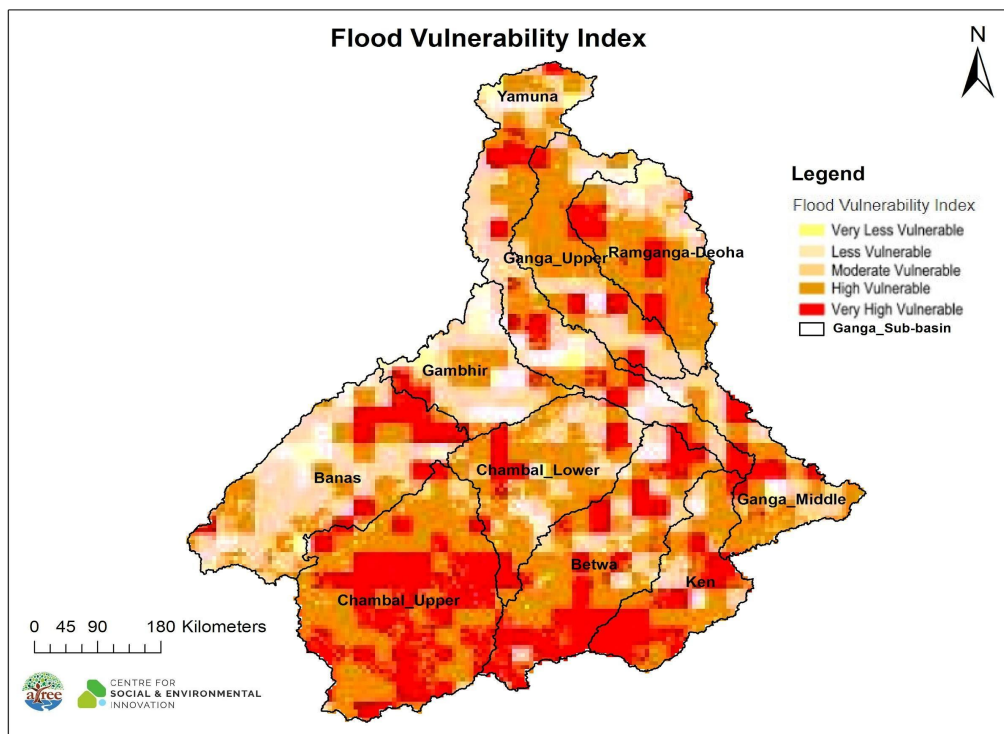 Flood Vulnerability Index
N
Yamuna
Legend
Flood Vulnerability Index
Very Less Vulnerable
Less Vulnerable
Moderate Vulnerable
High Vulnerable
Very High Vulnerable
Ganga_Sub-basin
Ganga_Upper
Ramganga-Deoha
Gambhir
Banas
Chambal_Lower
Ganga_Middle
Betwa
Ken
Chambal_Upper
0 45 90 180 Kilometers
atree
CENTRE FOR
SOCIAL & ENVIRONMENTAL
INNOVATION